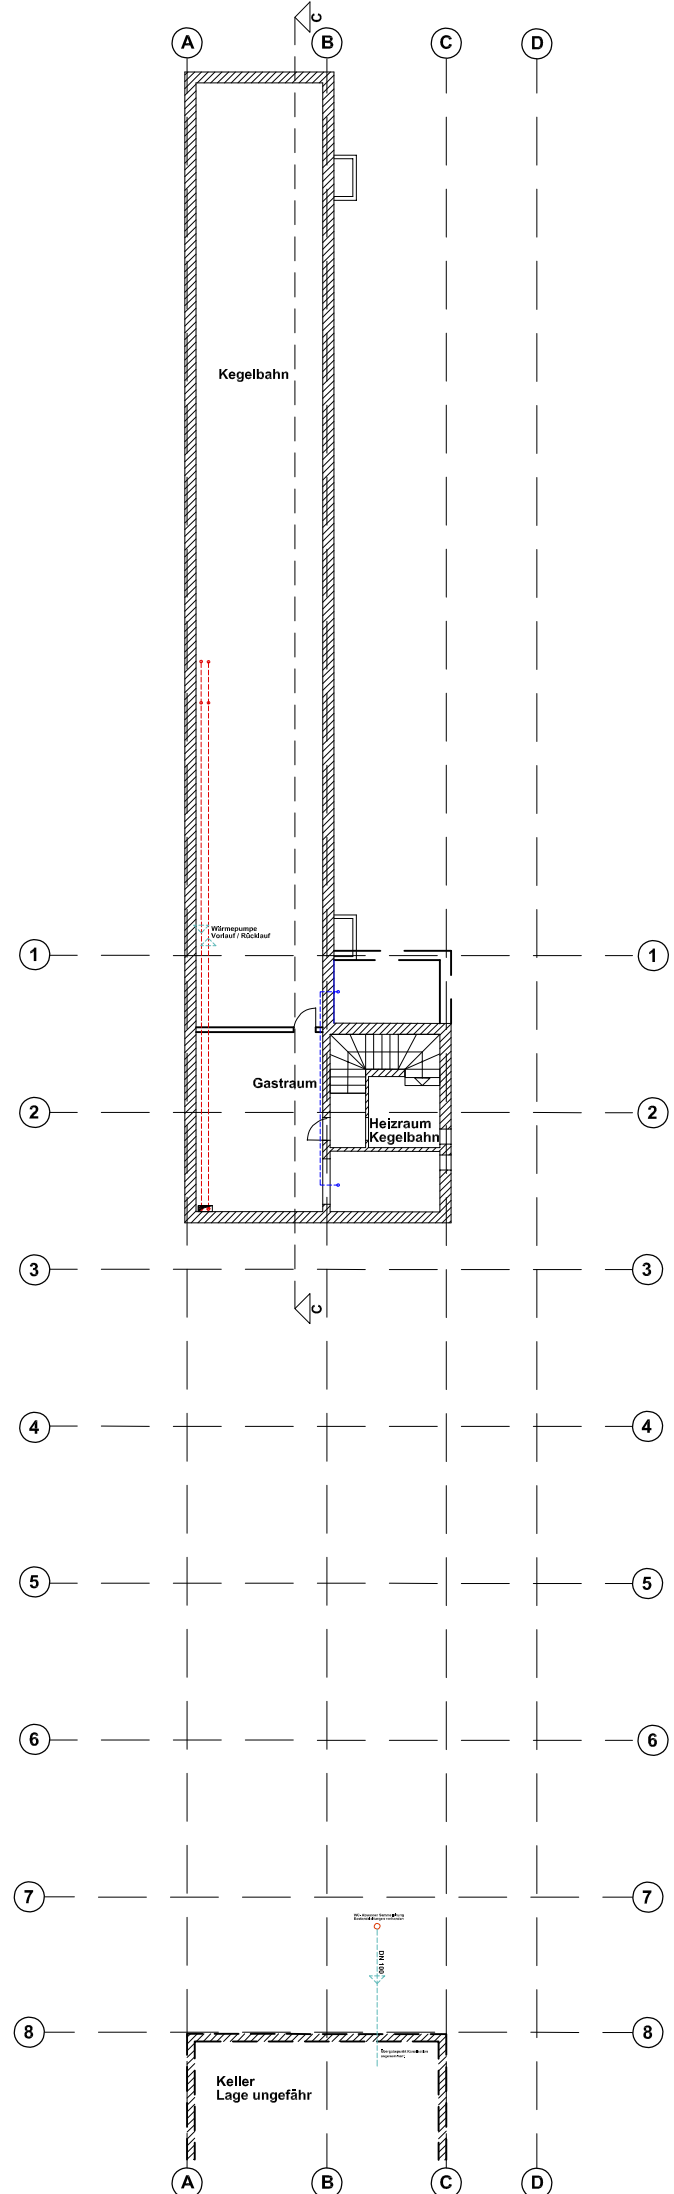 C
A B C D
Kegelbahn
Wärmepumpe
Vorlauf / Rücklauf
1 1
Gastraum
2 2
Heizraum
Kegelbahn
3 3
C
4 4
5 5
6 6
7 7
DN 100
8 8
Keller
Lage ungefähr
A B C D